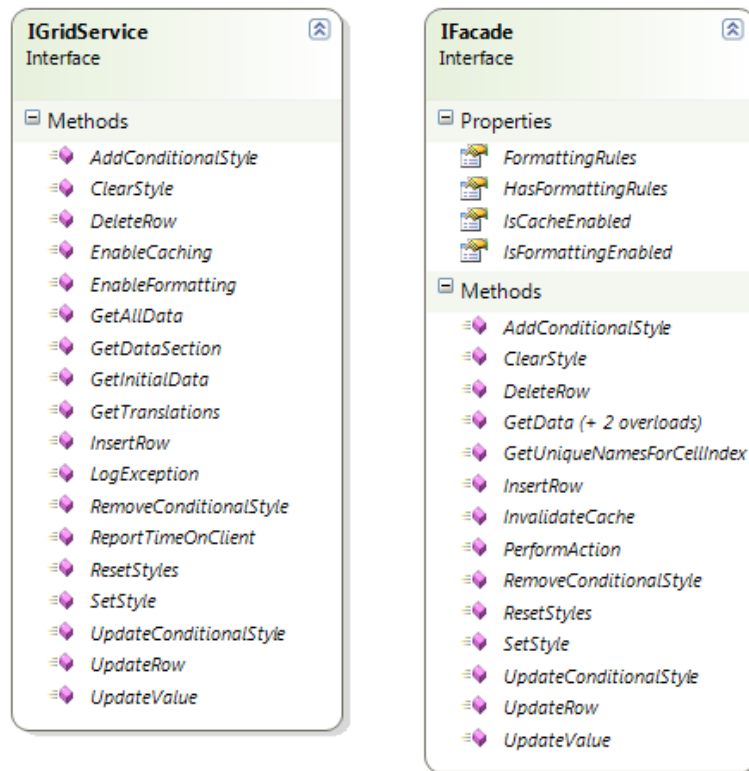 IGridService
Interface
Methods
AddConditionalStyle
ClearStyle
DeleteRow
EnableCaching
EnableFormatting
GetAllData
GetDataSection
GetInitialData
GetTranslations
InsertRow
LogException
RemoveConditionalStyle
ReportTimeOnClient
ResetStyles
SetStyle
UpdateConditionalStyle
UpdateRow
UpdateValue
IFacade
Interface
Properties
FormattingRules
HasFormattingRules
IsCacheEnabled
IsFormattingEnabled
Methods
AddConditionalStyle
ClearStyle
DeleteRow
GetData (+ 2 overloads)
GetUniqueNamesForCellIndex
InsertRow
InvalidateCache
PerformAction
RemoveConditionalStyle
ResetStyles
SetStyle
UpdateConditionalStyle
UpdateRow
UpdateValue